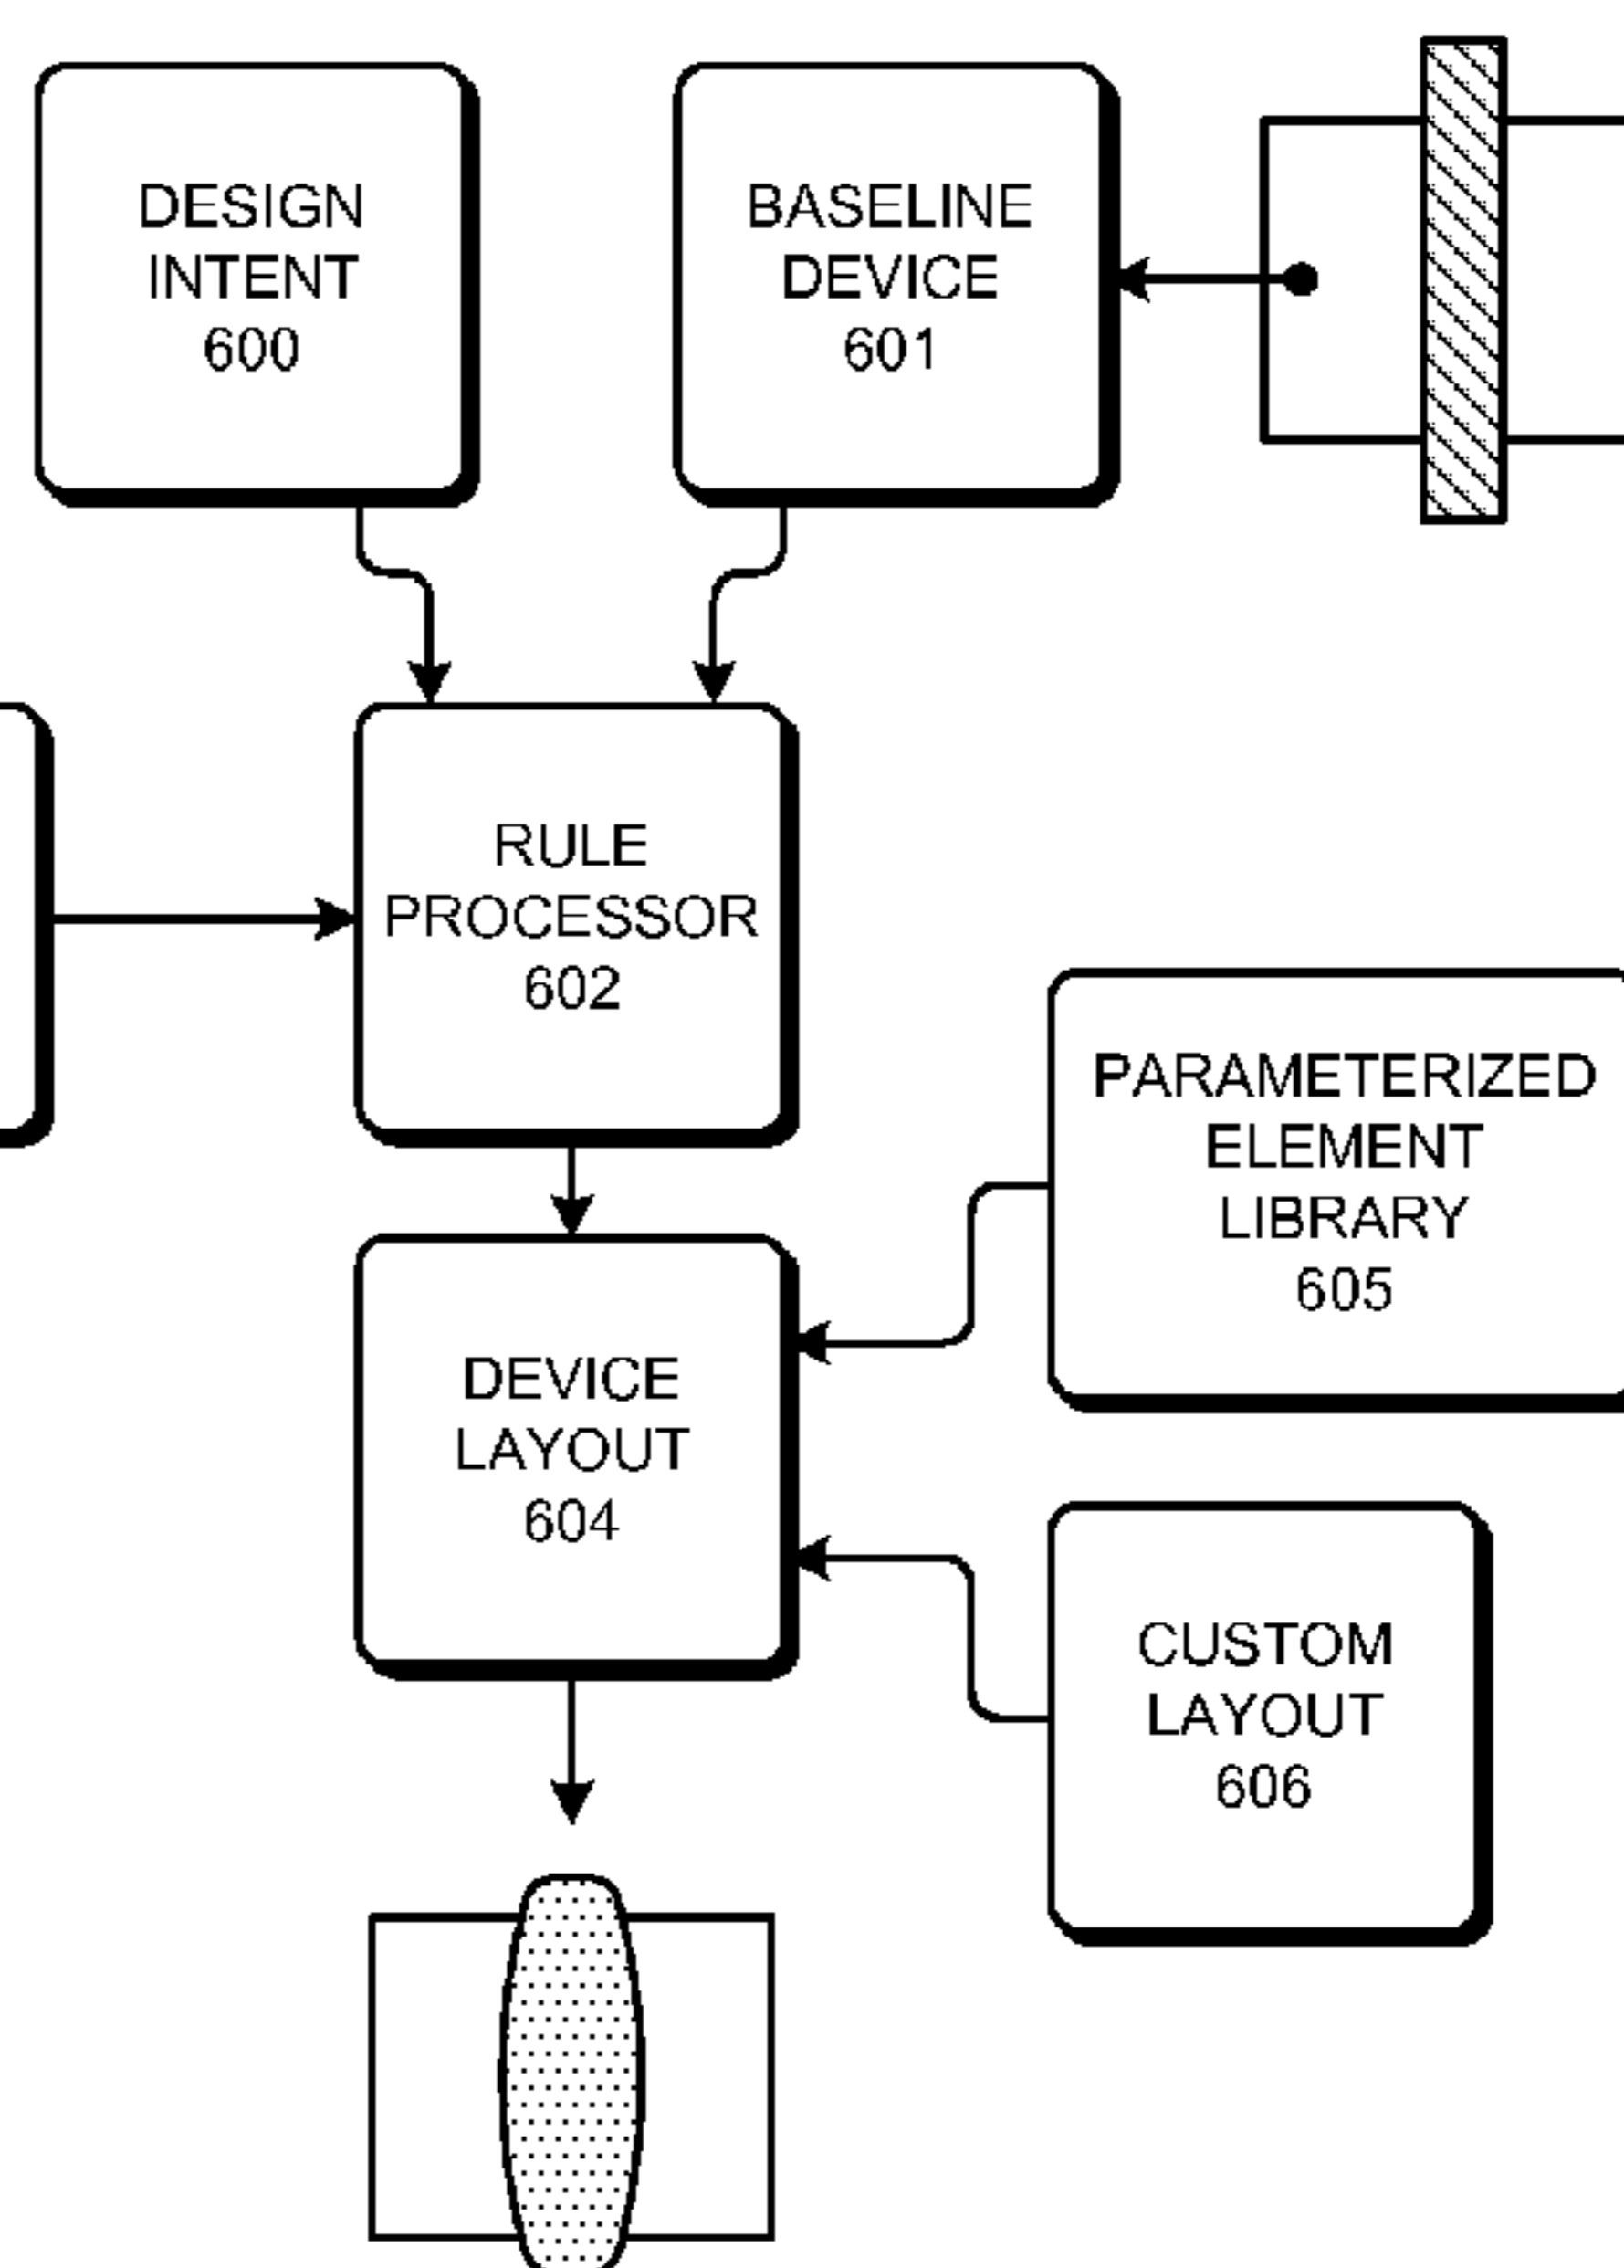 DESIGN
INTENT
600
BASELINE
DEVICE
601
RULE
PROCESSOR
602
PARAMETERIZED
ELEMENT
LIBRARY
605
DEVICE
LAYOUT
604
CUSTOM
LAYOUT
606